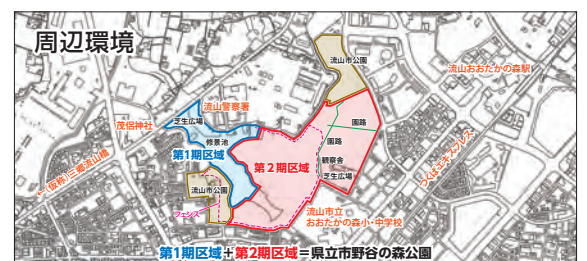 周辺環境
流山市公園
流山おおたかの森駅
流山警察署
芝生広場
茂侶神社
修景池
園路
第1期区域
園路
第2期区域
観察舎
芝生広場
つくばエキスプレス
←(仮称)三郷流山橋
流山市公園
フェンス
流山市立
おおたかの森小・中学校
第1期区域+第2期区域=県立市野谷の森公園